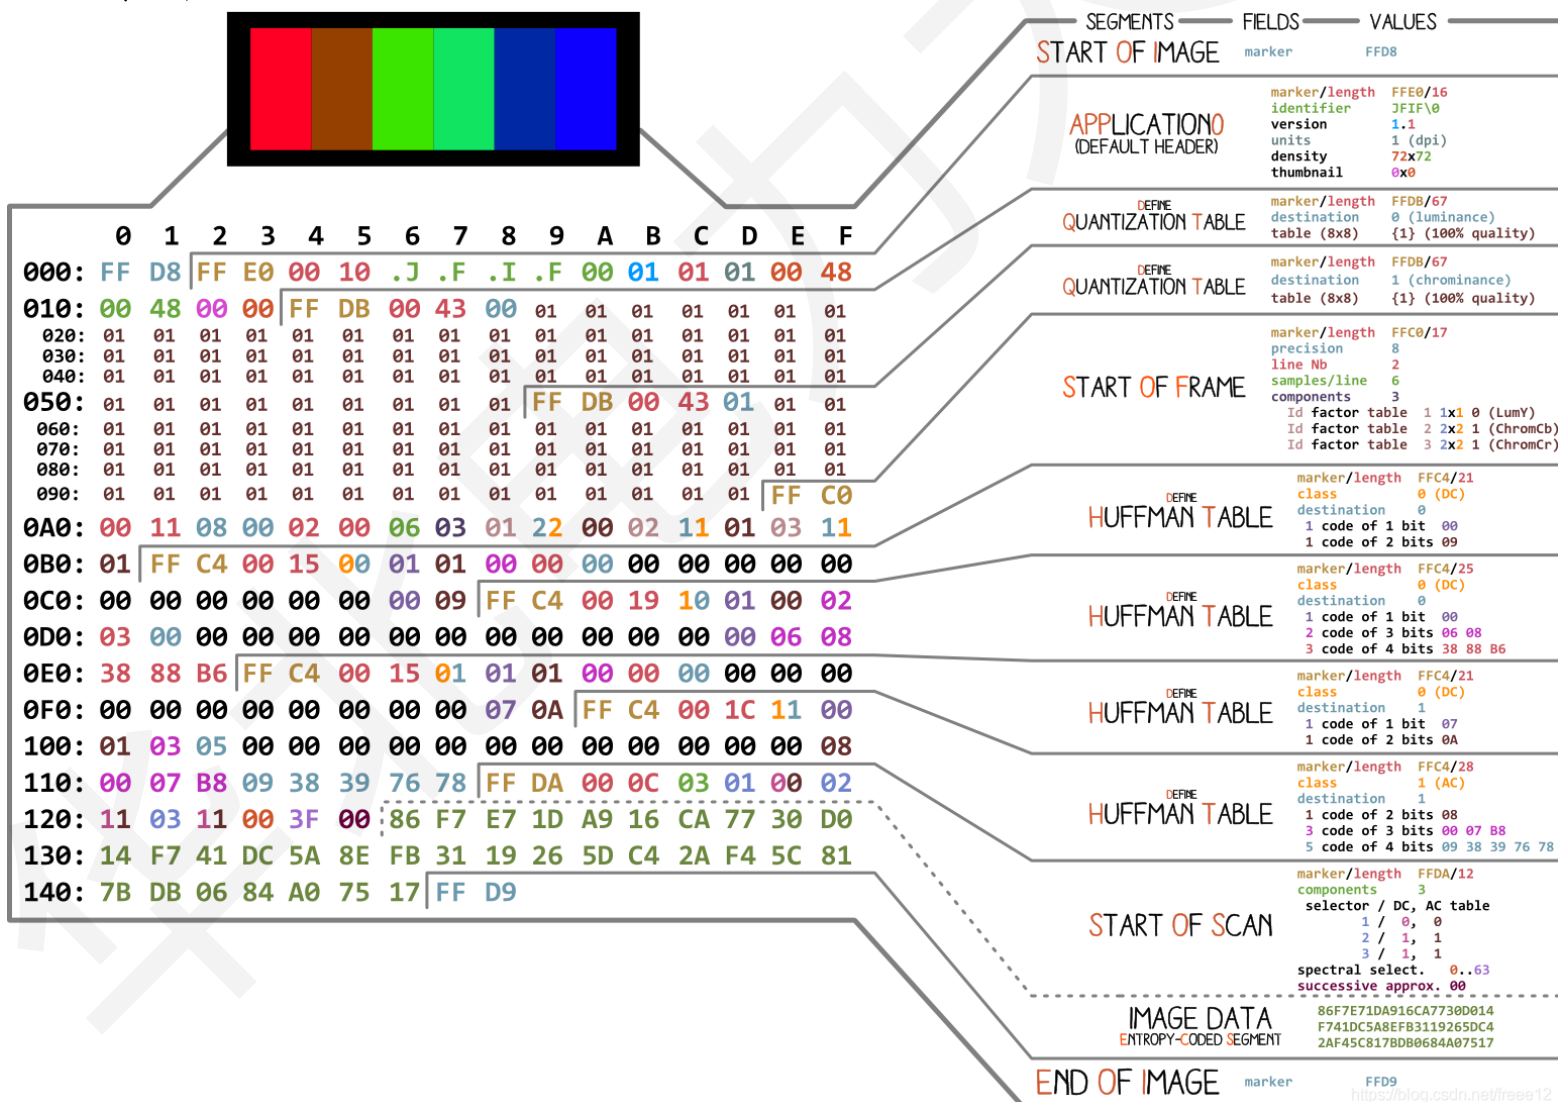 SEGMENTS FIELDS VALUES
START OF IMAGE marker FFD8
marker/length FFE0/16
identifier JFIF\0
APPLICATION0 version 1.1
(DEFAULT HEADER) units 1 (dpi)
density 72x72
thumbnail 0x0
DEFINE marker/length FFDB/67
QUANTIZATION TABLE destination 0 (luminance)
table (8x8) {1} (100% quality)
DEFINE marker/length FFDB/67
QUANTIZATION TABLE destination 1 (chrominance)
table (8x8) {1} (100% quality)
marker/length FFC0/17
precision 8
line Nb 2
START OF FRAME samples/line 6
components 3
Id factor table 1 1x1 0 (LumY)
Id factor table 2 2x2 1 (ChromCb)
Id factor table 3 2x2 1 (ChromCr)
marker/length FFC4/21
DEFINE class 0 (DC)
HUFFMAN TABLE destination 0
1 code of 1 bit 00
1 code of 2 bits 09
marker/length FFC4/25
DEFINE class 0 (DC)
HUFFMAN TABLE destination 0
1 code of 1 bit 00
2 code of 3 bits 06 08
3 code of 4 bits 38 88 B6
marker/length FFC4/21
DEFINE class 0 (DC)
HUFFMAN TABLE destination 1
1 code of 1 bit 07
1 code of 2 bits 0A
marker/length FFC4/28
DEFINE class 1 (AC)
HUFFMAN TABLE destination 1
1 code of 2 bits 08
3 code of 3 bits 00 07 B8
5 code of 4 bits 09 38 39 76 78
marker/length FFDA/12
components 3
selector / DC, AC table
START OF SCAN 1 / 0, 0
2 / 1, 1
3 / 1, 1
spectral select. 0..63
successive approx. 00
IMAGE DATA 86F7E71DA916CA7730D014
ENTROPY-CODED SEGMENT F741DC5A8EFB3119265DC4
2AF45C817BDB0684A07517
END OF IMAGE marker FFD9
0 1 2 3 4 5 6 7 8 9 A B C D E F
000: FF D8 FF E0 00 10 .J .F .I .F 00 01 01 01 00 48
010: 00 48 00 00 FF DB 00 43 00 01 01 01 01 01 01 01
020: 01 01 01 01 01 01 01 01 01 01 01 01 01 01 01 01
030: 01 01 01 01 01 01 01 01 01 01 01 01 01 01 01 01
040: 01 01 01 01 01 01 01 01 01 01 01 01 01 01 01 01
050: 01 01 01 01 01 01 01 01 01 FF DB 00 43 01 01 01
060: 01 01 01 01 01 01 01 01 01 01 01 01 01 01 01 01
070: 01 01 01 01 01 01 01 01 01 01 01 01 01 01 01 01
080: 01 01 01 01 01 01 01 01 01 01 01 01 01 01 01 01
090: 01 01 01 01 01 01 01 01 01 01 01 01 01 01 FF C0
0A0: 00 11 08 00 02 00 06 03 01 22 00 02 11 01 03 11
0B0: 01 FF C4 00 15 00 01 01 00 00 00 00 00 00 00 00
0C0: 00 00 00 00 00 00 00 09 FF C4 00 19 10 01 00 02
0D0: 03 00 00 00 00 00 00 00 00 00 00 00 00 00 06 08
0E0: 38 88 B6 FF C4 00 15 01 01 01 00 00 00 00 00 00
0F0: 00 00 00 00 00 00 00 00 07 0A FF C4 00 1C 11 00
100: 01 03 05 00 00 00 00 00 00 00 00 00 00 00 00 08
110: 00 07 B8 09 38 39 76 78 FF DA 00 0C 03 01 00 02
120: 11 03 11 00 3F 00 86 F7 E7 1D A9 16 CA 77 30 D0
130: 14 F7 41 DC 5A 8E FB 31 19 26 5D C4 2A F4 5C 81
140: 7B DB 06 84 A0 75 17 FF D9
https://blog.csdn.net/freee12